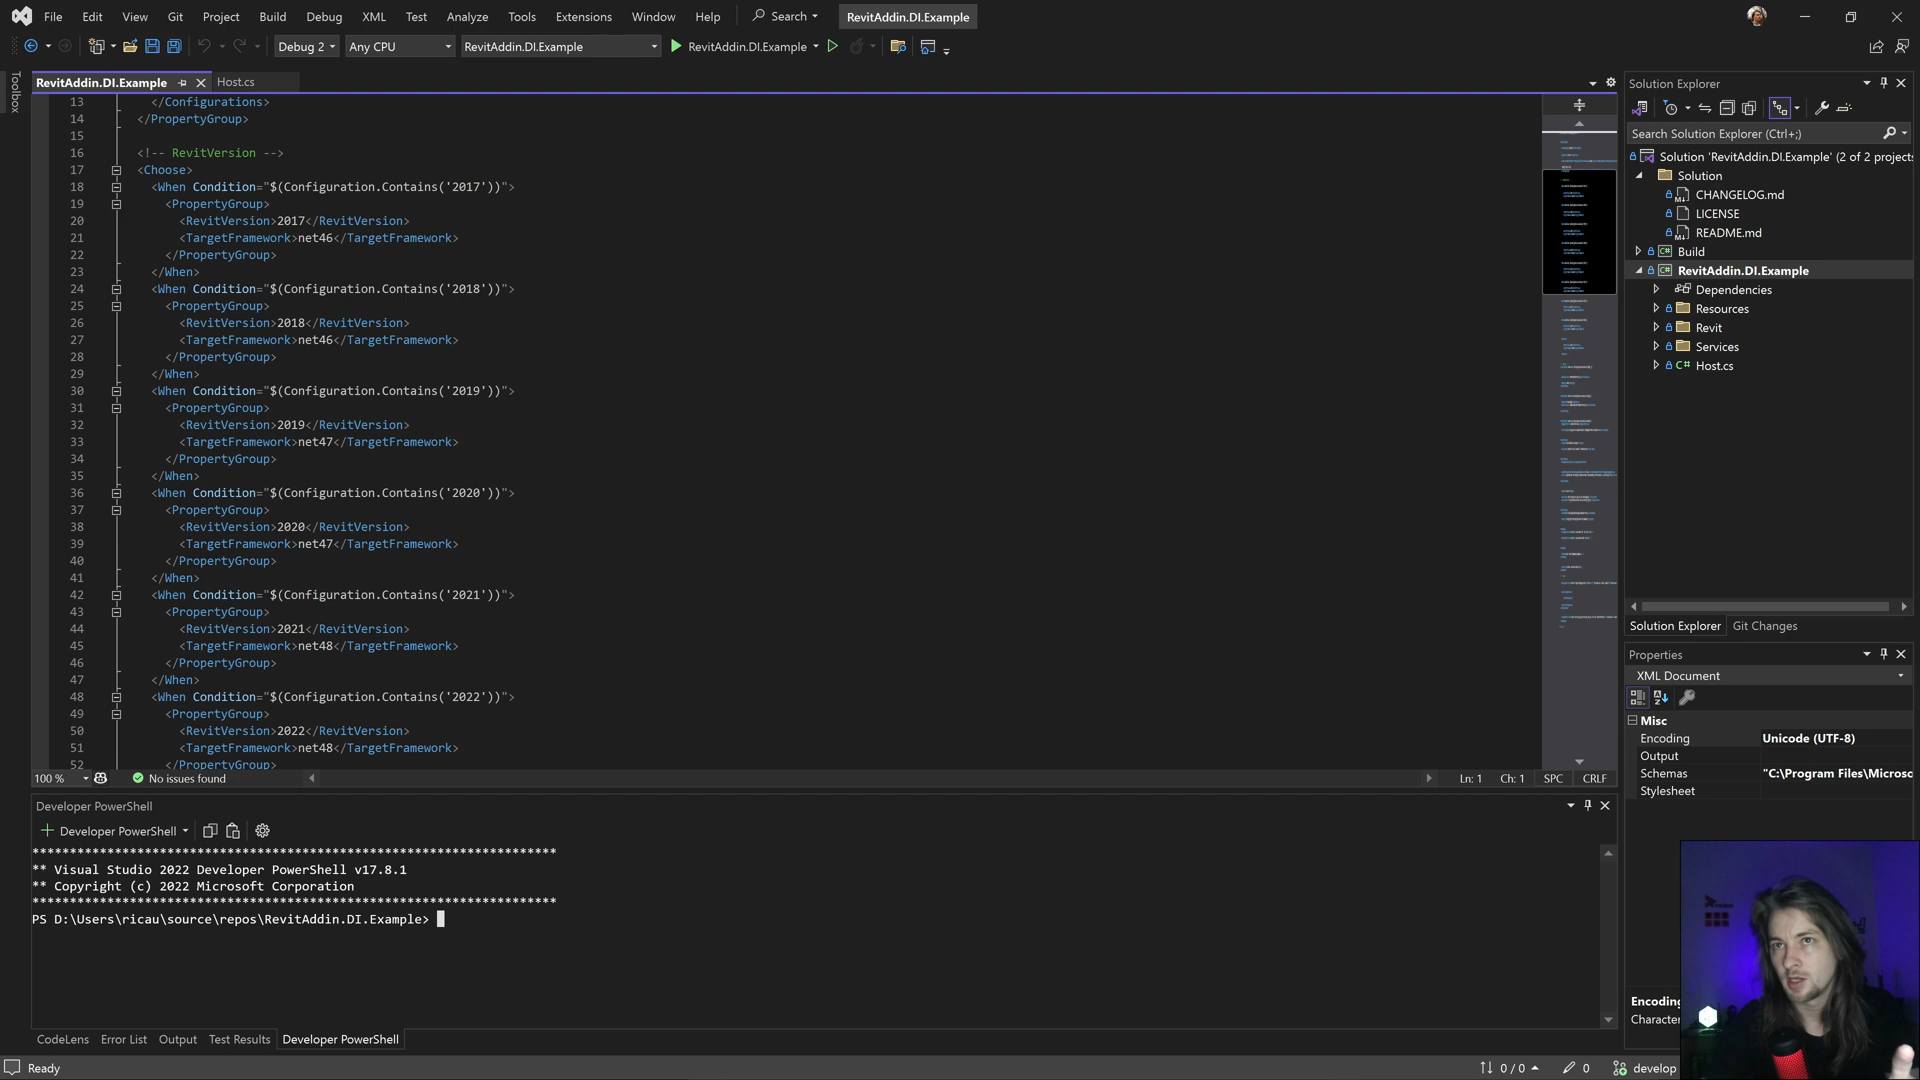 File Edit View Git Project Build Debug XML Test Analyze Tools Extensions Window Help Search RevitAddin.DI.Example
Debug 2 Any CPU RevitAddin.DI.Example RevitAddin.DI.Example
Toolbox
RevitAddin.DI.Example Host.cs
13 </Configurations>
14 </PropertyGroup>
15
16 <!-- RevitVersion -->
17 <Choose>
18 <When Condition="$(Configuration.Contains('2017'))">
19 <PropertyGroup>
20 <RevitVersion>2017</RevitVersion>
21 <TargetFramework>net46</TargetFramework>
22 </PropertyGroup>
23 </When>
24 <When Condition="$(Configuration.Contains('2018'))">
25 <PropertyGroup>
26 <RevitVersion>2018</RevitVersion>
27 <TargetFramework>net46</TargetFramework>
28 </PropertyGroup>
29 </When>
30 <When Condition="$(Configuration.Contains('2019'))">
31 <PropertyGroup>
32 <RevitVersion>2019</RevitVersion>
33 <TargetFramework>net47</TargetFramework>
34 </PropertyGroup>
35 </When>
36 <When Condition="$(Configuration.Contains('2020'))">
37 <PropertyGroup>
38 <RevitVersion>2020</RevitVersion>
39 <TargetFramework>net47</TargetFramework>
40 </PropertyGroup>
41 </When>
42 <When Condition="$(Configuration.Contains('2021'))">
43 <PropertyGroup>
44 <RevitVersion>2021</RevitVersion>
45 <TargetFramework>net48</TargetFramework>
46 </PropertyGroup>
47 </When>
48 <When Condition="$(Configuration.Contains('2022'))">
49 <PropertyGroup>
50 <RevitVersion>2022</RevitVersion>
51 <TargetFramework>net48</TargetFramework>
52 </PropertyGroup>
100 % No issues found Ln: 1 Ch: 1 SPC CRLF
Developer PowerShell
Developer PowerShell
**********************************************************************
** Visual Studio 2022 Developer PowerShell v17.8.1
** Copyright (c) 2022 Microsoft Corporation
**********************************************************************
PS D:\Users\ricau\source\repos\RevitAddin.DI.Example>
CodeLens Error List Output Test Results Developer PowerShell
Ready 0 / 0 0 develop
Solution Explorer
Search Solution Explorer (Ctrl+;)
Solution 'RevitAddin.DI.Example' (2 of 2 projects
Solution
CHANGELOG.md
LICENSE
README.md
Build
RevitAddin.DI.Example
Dependencies
Resources
Revit
Services
Host.cs
Solution Explorer Git Changes
Properties
XML Document
Misc
Encoding Unicode (UTF-8)
Output
Schemas "C:\Program Files\Microso
Stylesheet
Encoding
Character